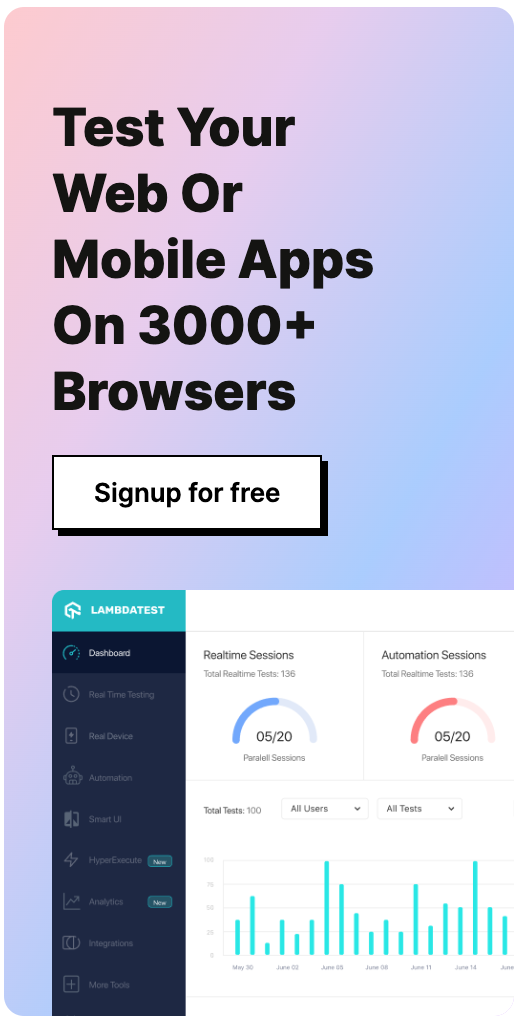 Test Your
Web Or
Mobile Apps
On 3000+
Browsers
Signup for free
LAMBDATEST
Dashboard
Real Time Testing
Real Device
Automation
Smart UI
HyperExecute New
Analytics New
Integrations
More Tools
Realtime Sessions
Total Realtime Tests: 136
05/20
Paralell Sessions
Automation Sessions
Total Realtime Tests: 136
05/20
Paralell Sessions
Total Tests: 100 All Users All Tests
100
75
50
25
0
May 30 June 02 June 05 June 08 June 11 June 14 June